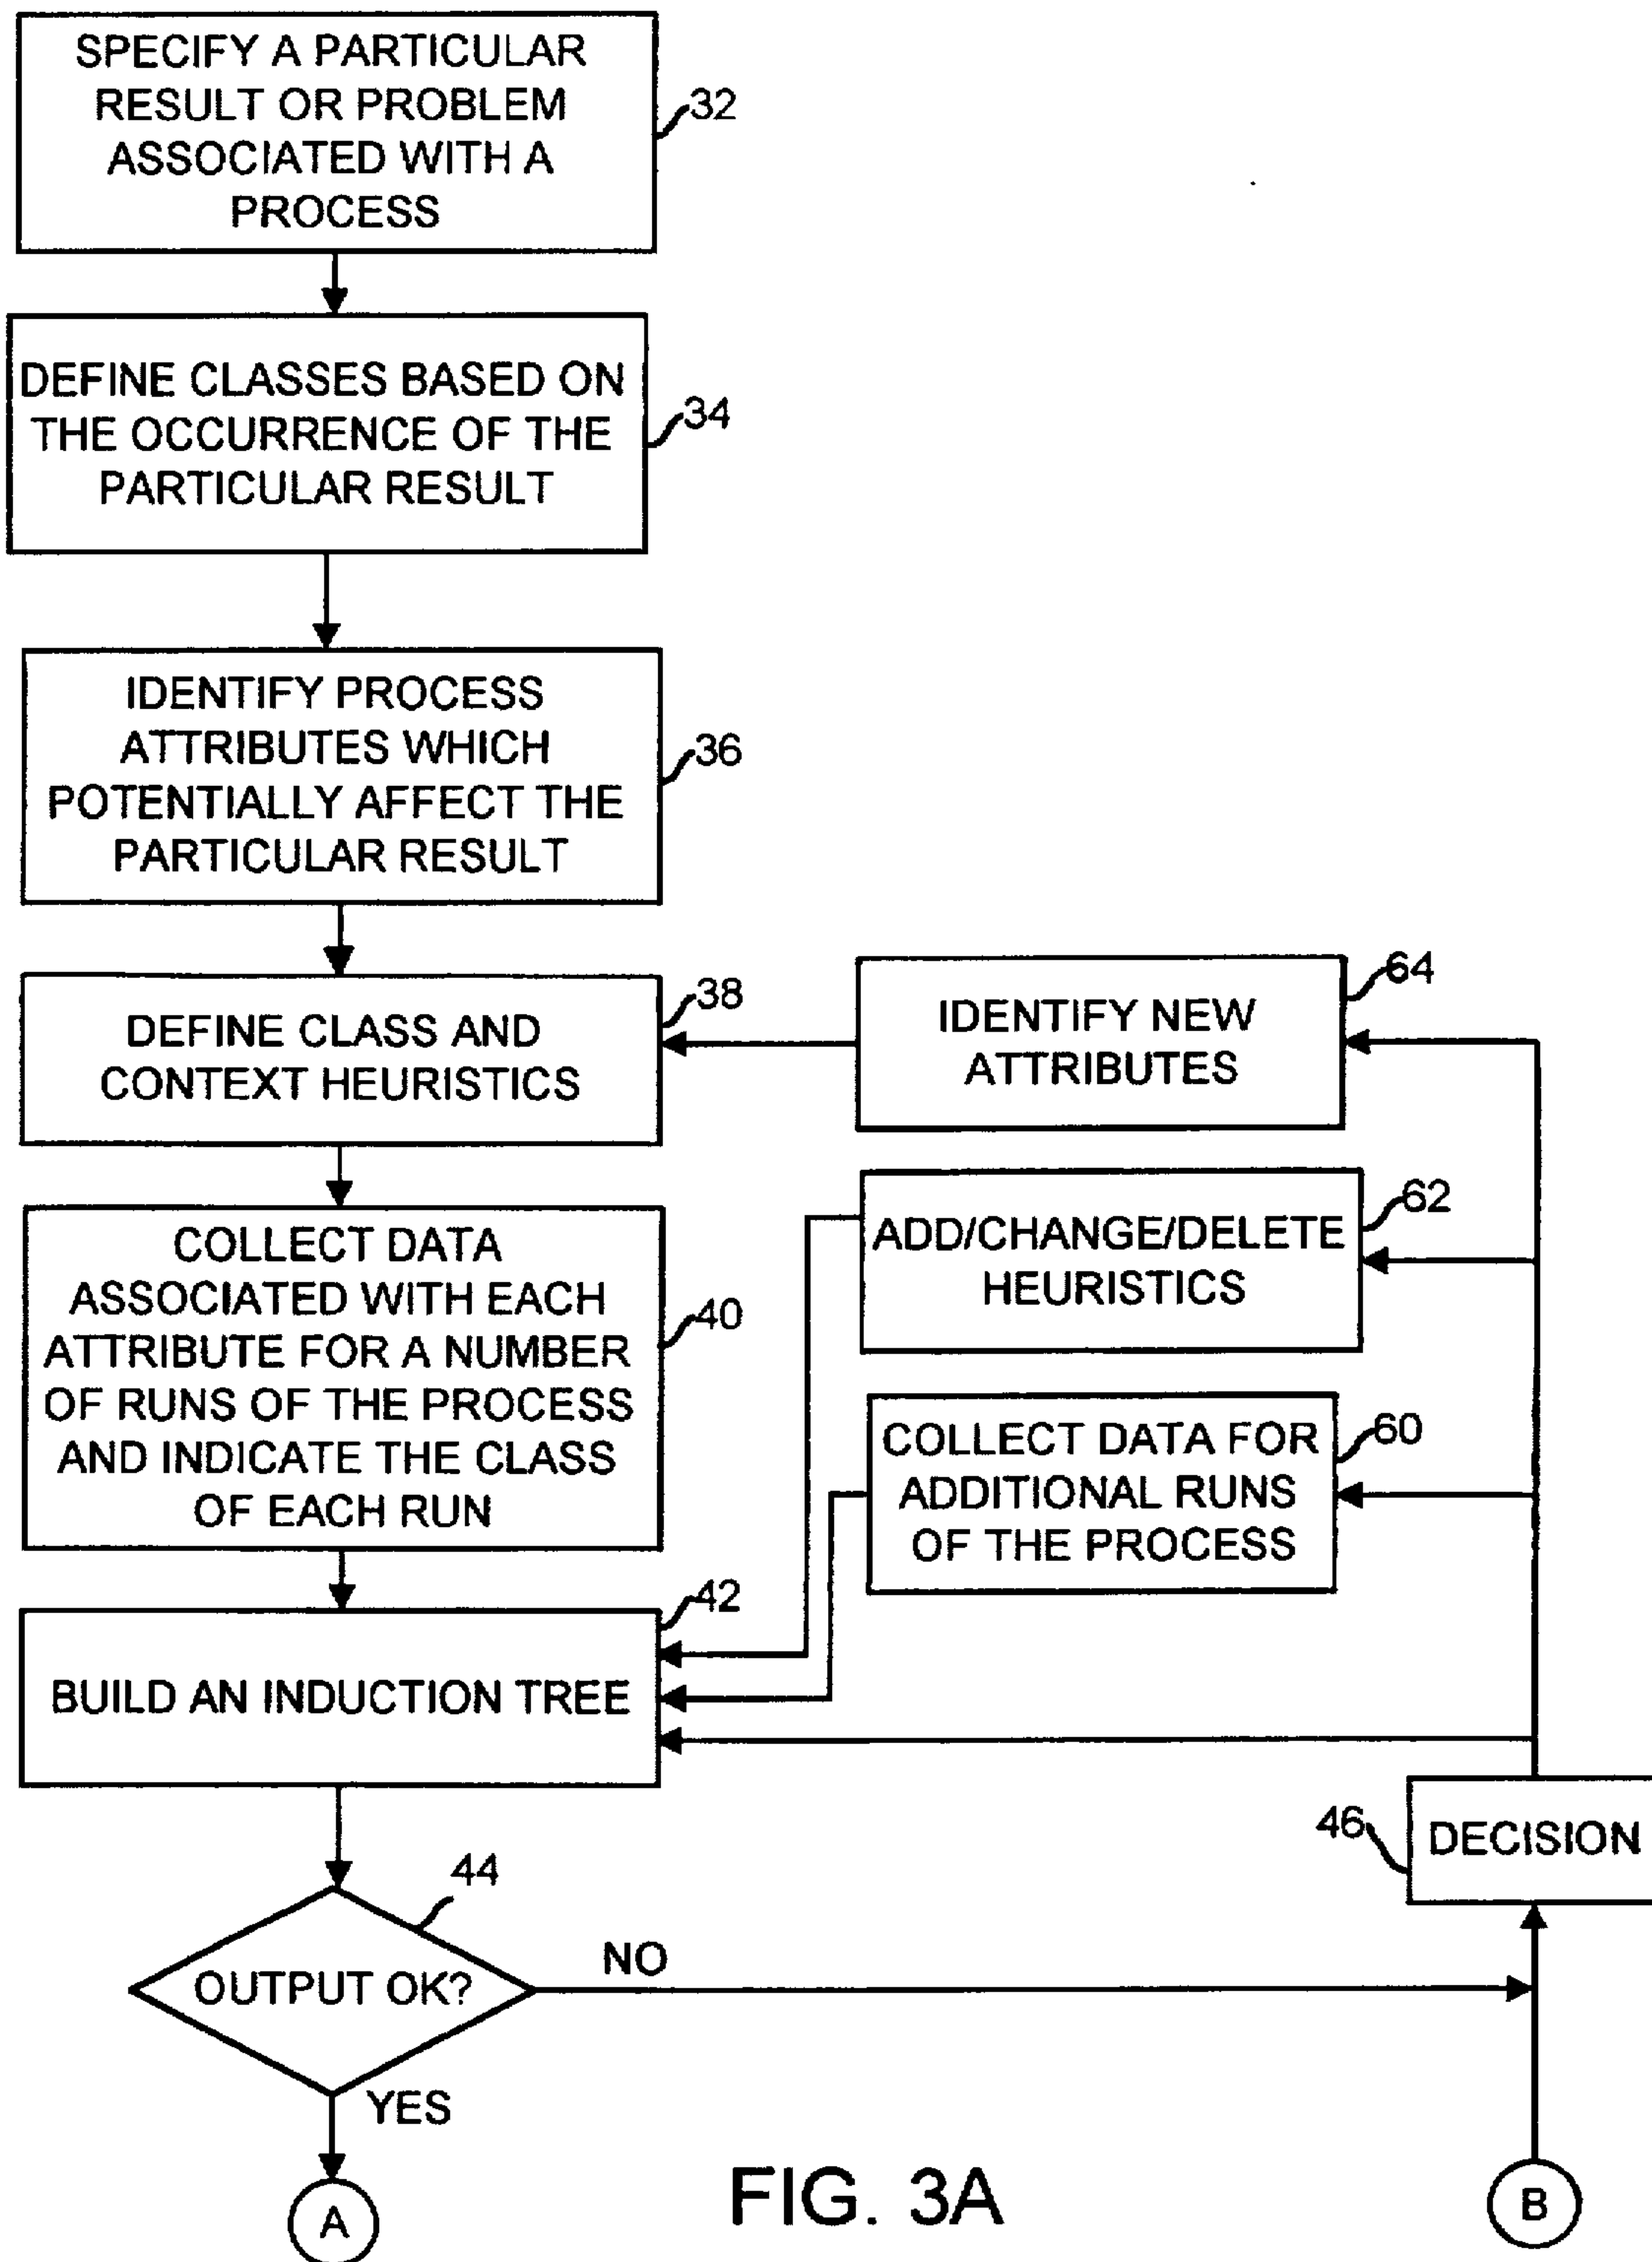 SPECIFY A PARTICULAR
RESULT OR PROBLEM
ASSOCIATED WITH A
PROCESS
32
DEFINE CLASSES BASED ON
THE OCCURRENCE OF THE
PARTICULAR RESULT
34
IDENTIFY PROCESS
ATTRIBUTES WHICH
POTENTIALLY AFFECT THE
PARTICULAR RESULT
36
DEFINE CLASS AND
CONTEXT HEURISTICS
38
IDENTIFY NEW
ATTRIBUTES
64
COLLECT DATA
ASSOCIATED WITH EACH
ATTRIBUTE FOR A NUMBER
OF RUNS OF THE PROCESS
AND INDICATE THE CLASS
OF EACH RUN
40
ADD/CHANGE/DELETE
HEURISTICS
62
COLLECT DATA FOR
ADDITIONAL RUNS
OF THE PROCESS
60
BUILD AN INDUCTION TREE
42
46
DECISION
44
OUTPUT OK?
NO
YES
A
FIG. 3A
B